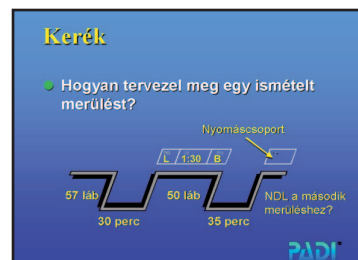 Kerék
Hogyan tervezel meg egy ismételt
merülést?
Nyomáscsoport
L 1:30 B
57 láb
50 láb
NDL a második
merüléshez?
30 perc
35 perc
PADI